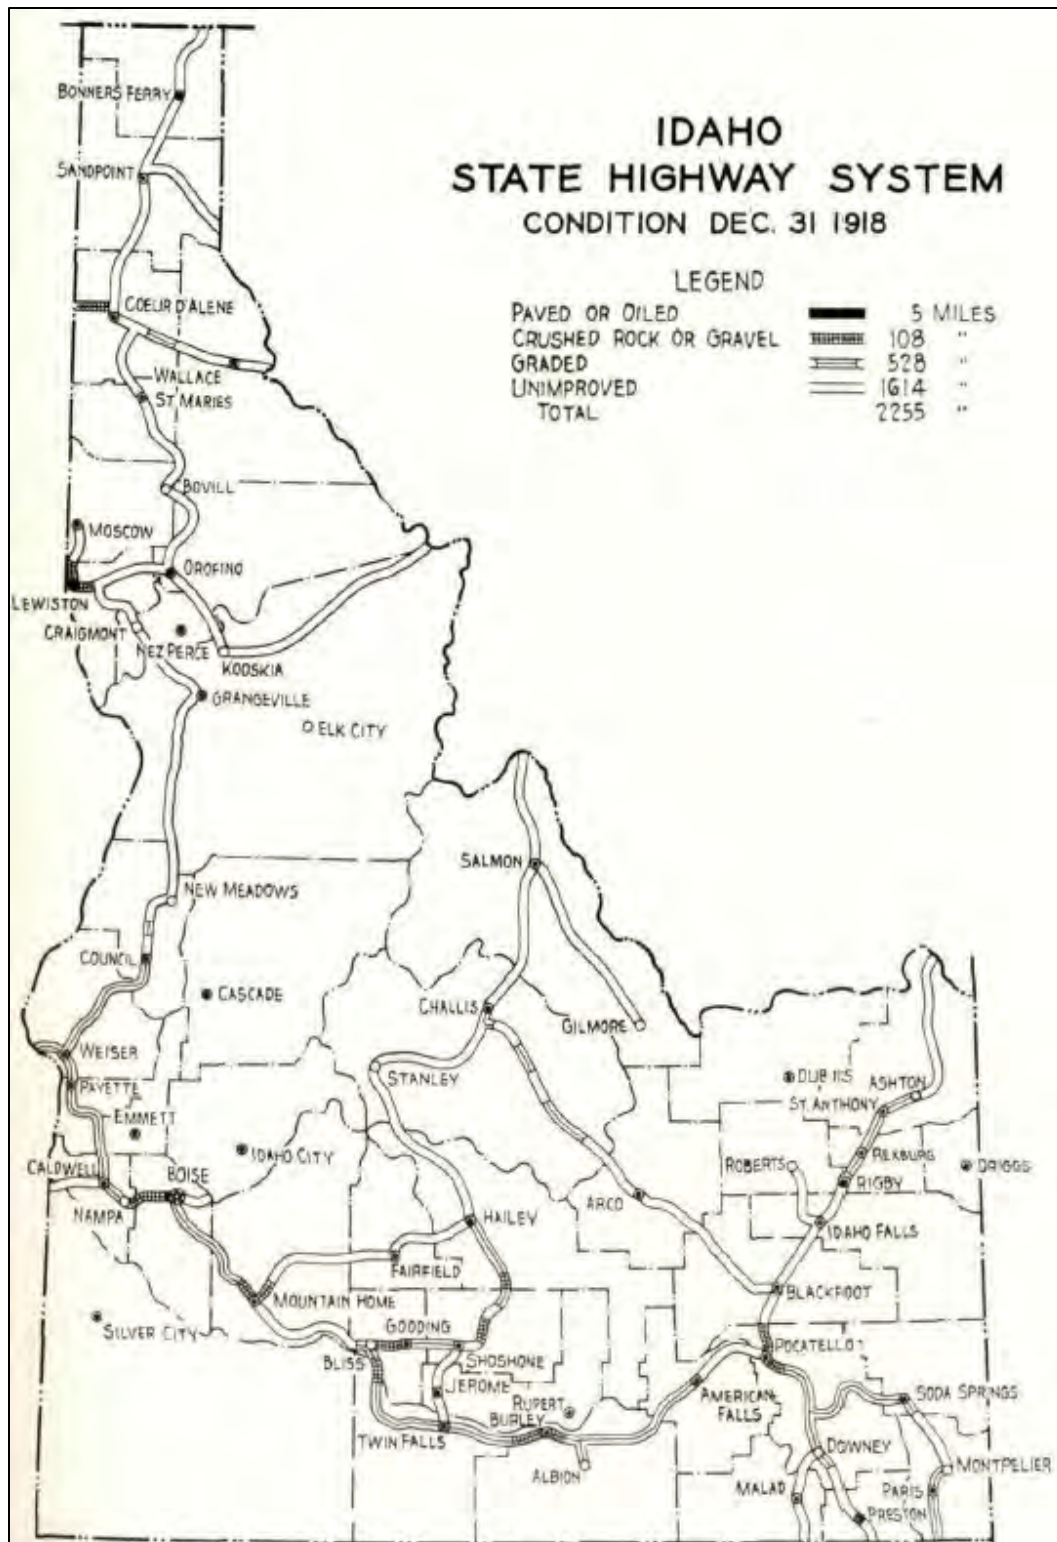 IDAHO
STATE HIGHWAY SYSTEM
CONDITION DEC. 31 1918
LEGEND
PAVED OR OILED 5 MILES
CRUSHED ROCK OR GRAVEL 108 "
GRADED 528 "
UNIMPROVED 1614 "
TOTAL 2255 "
BONNERS FERRY
SANDPOINT
COEUR D'ALENE
WALLACE
ST MARIES
BOVILL
MOSCOW
OROFINO
LEWISTON
CRAIGMONT
NEZ PERCE
KOOSKIA
GRANGEVILLE
ELK CITY
SALMON
NEW MEADOWS
COUNCIL
CASCADE
CHALLIS
GILMORE
WEISER
STANLEY
PAYETTE
DUBIIS
ASHTON
EMMETT
ST. ANTHONY
IDAHO CITY
REXBURG
CALDWELL
BOISE
ROBERTS
DRIGGS
RIGBY
NAMPA
ARCO
HAILEY
IDAHO FALLS
FAIRFIELD
BLACKFOOT
MOUNTAIN HOME
SILVER CITY
GOODING
BLISS
SHOSHONE
POCATELLO
JEROME
AMERICAN
FALLS
SODA SPRINGS
RUPERT
BURLEY
TWIN FALLS
DOWNEY
ALBION
MONTPELIER
MALAD
PARIS
PRESTON